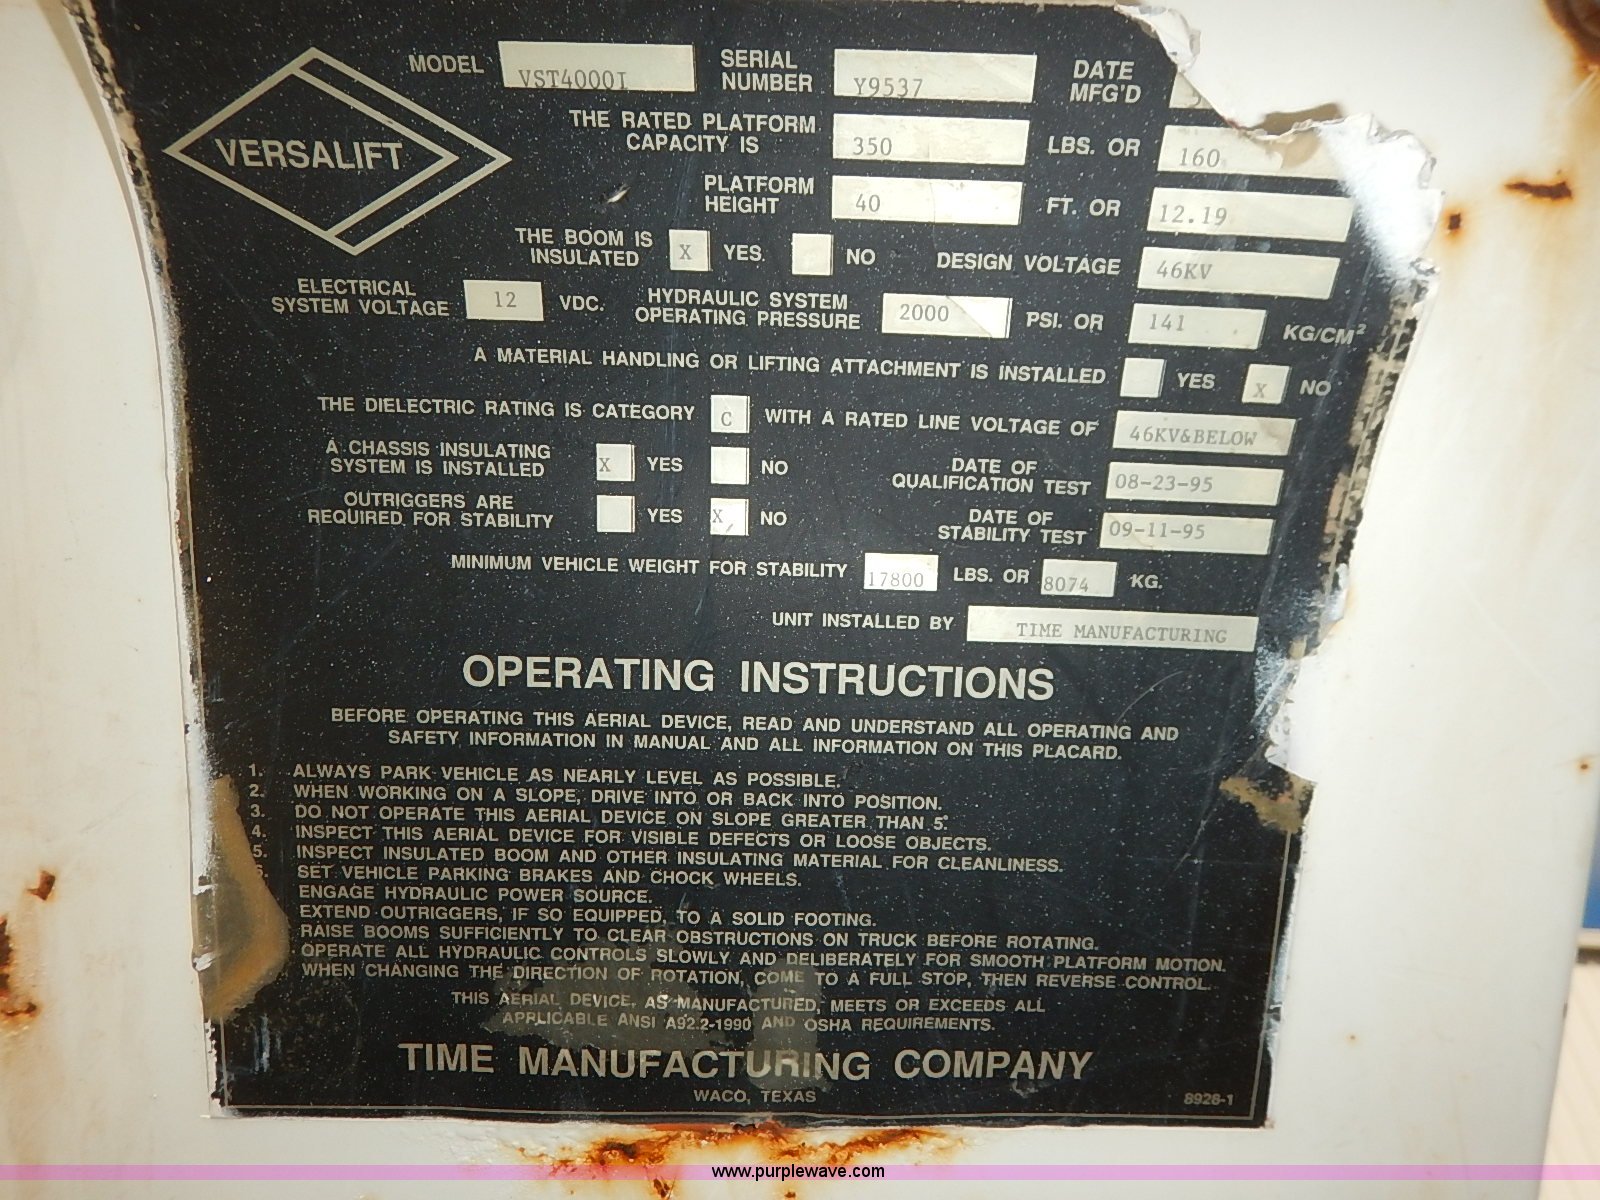 VERSALIFT
MODEL VST4000I SERIAL NUMBER Y9537 DATE MFG'D
THE RATED PLATFORM CAPACITY IS 350 LBS. OR 160
PLATFORM HEIGHT 40 FT. OR 12.19
THE BOOM IS INSULATED X YES NO DESIGN VOLTAGE 46KV
ELECTRICAL SYSTEM VOLTAGE 12 VDC. HYDRAULIC SYSTEM OPERATING PRESSURE 2000 PSI. OR 141 KG/CM²
A MATERIAL HANDLING OR LIFTING ATTACHMENT IS INSTALLED YES X NO
THE DIELECTRIC RATING IS CATEGORY C WITH A RATED LINE VOLTAGE OF 46KV&BELOW
A CHASSIS INSULATING SYSTEM IS INSTALLED X YES NO DATE OF QUALIFICATION TEST 08-23-95
OUTRIGGERS ARE REQUIRED FOR STABILITY YES X NO DATE OF STABILITY TEST 09-11-95
MINIMUM VEHICLE WEIGHT FOR STABILITY 17800 LBS. OR 8074 KG.
UNIT INSTALLED BY TIME MANUFACTURING
OPERATING INSTRUCTIONS
BEFORE OPERATING THIS AERIAL DEVICE, READ AND UNDERSTAND ALL OPERATING AND
SAFETY INFORMATION IN MANUAL AND ALL INFORMATION ON THIS PLACARD.
1. ALWAYS PARK VEHICLE AS NEARLY LEVEL AS POSSIBLE.
2. WHEN WORKING ON A SLOPE, DRIVE INTO OR BACK INTO POSITION.
3. DO NOT OPERATE THIS AERIAL DEVICE ON SLOPE GREATER THAN 5°.
4. INSPECT THIS AERIAL DEVICE FOR VISIBLE DEFECTS OR LOOSE OBJECTS.
5. INSPECT INSULATED BOOM AND OTHER INSULATING MATERIAL FOR CLEANLINESS.
SET VEHICLE PARKING BRAKES AND CHOCK WHEELS.
ENGAGE HYDRAULIC POWER SOURCE.
EXTEND OUTRIGGERS, IF SO EQUIPPED, TO A SOLID FOOTING.
RAISE BOOMS SUFFICIENTLY TO CLEAR OBSTRUCTIONS ON TRUCK BEFORE ROTATING.
OPERATE ALL HYDRAULIC CONTROLS SLOWLY AND DELIBERATELY FOR SMOOTH PLATFORM MOTION.
WHEN CHANGING THE DIRECTION OF ROTATION, COME TO A FULL STOP, THEN REVERSE CONTROL.
THIS AERIAL DEVICE, AS MANUFACTURED, MEETS OR EXCEEDS ALL
APPLICABLE ANSI A92.2-1990 AND OSHA REQUIREMENTS.
TIME MANUFACTURING COMPANY
WACO, TEXAS
8928-1
www.purplewave.com